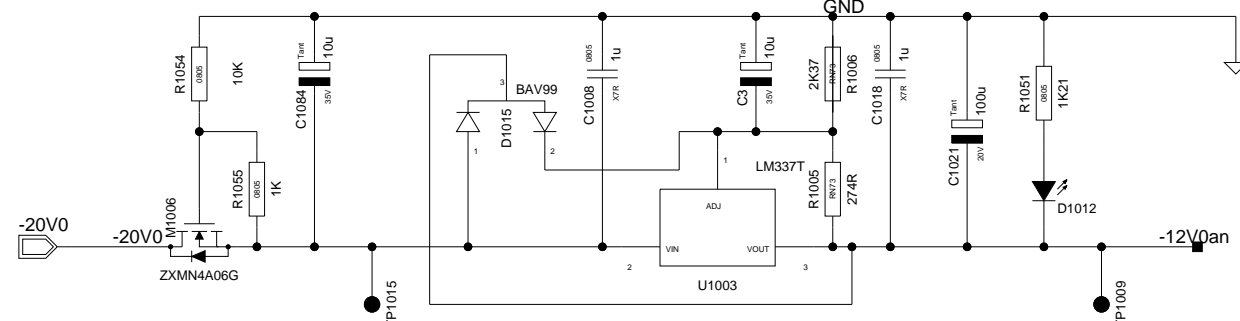 GND
R1054
0805
10K
Tant
10u
C1084
35V
3
BAV99
D1015
1
2
0805
1u
C1008
X7R
Tant
10u
C3
35V
2K37
RN73
R1006
0805
1u
C1018
X7R
Tant
100u
C1021
20V
R1051
0805
1K21
D1012
R1055
0805
1K
M1006
-20V0
-20V0
ZXMN4A06G
TP1015
1
LM337T
ADJ
VIN
VOUT
2
3
U1003
R1005
RN73
274R
-12V0an
TP1009